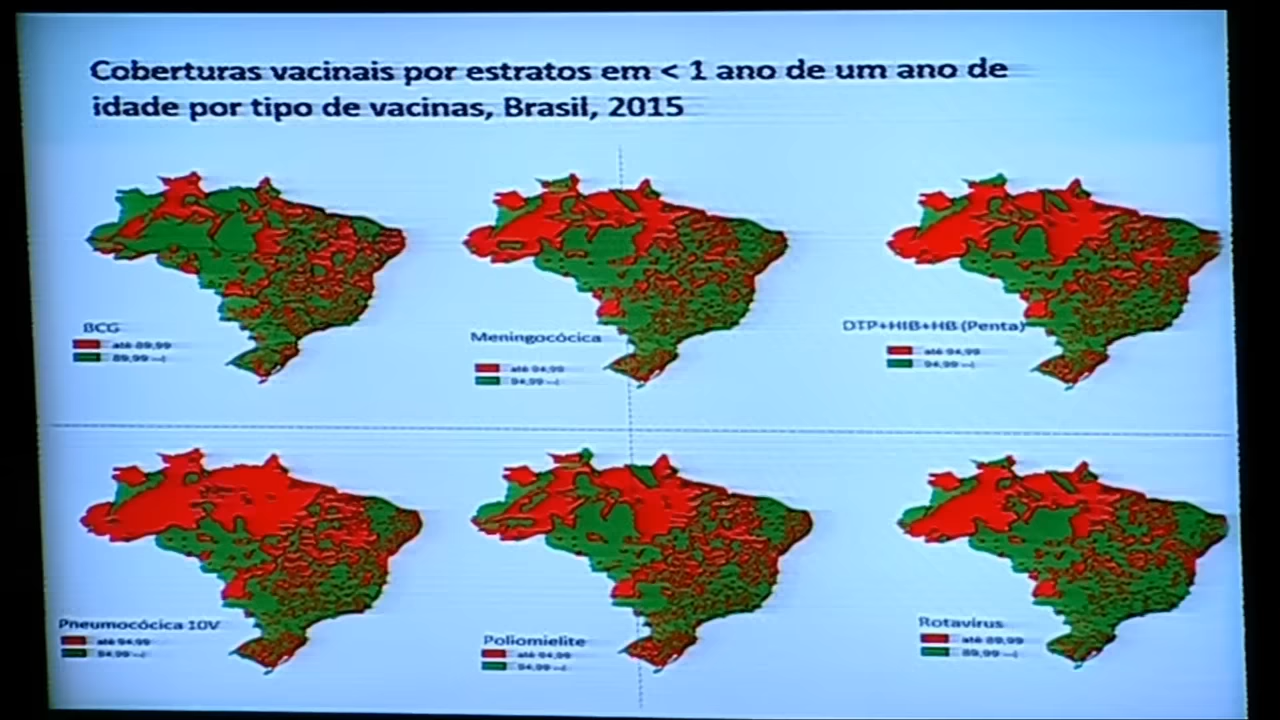 Coberturas vacinais por estratos em < 1 ano de um ano de
idade por tipo de vacinas, Brasil, 2015
BCG
até 89,99
89,99 --|
Meningocócica
até 94,99
94,99 --|
DTP+HIB+HB (Penta)
até 94,99
94,99 --|
Pneumocócica 10V
até 94,99
94,99 --|
Poliomielite
até 94,99
94,99 --|
Rotavírus
até 89,99
89,99 --|